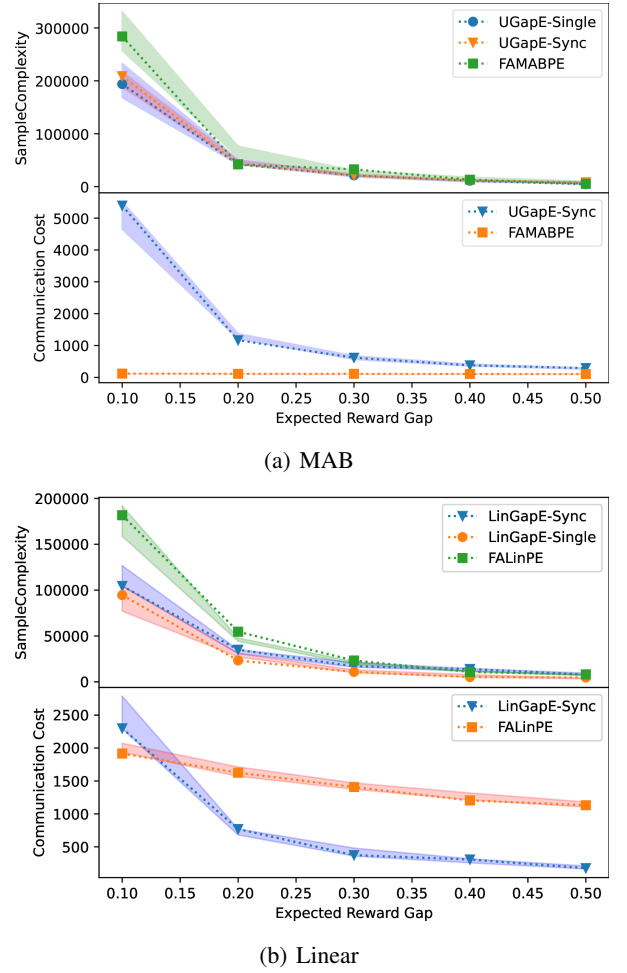 UGapE-Single
UGapE-Sync
FAMABPE
SampleComplexity
300000
200000
100000
0
UGapE-Sync
FAMABPE
Communication Cost
5000
4000
3000
2000
1000
0
0.10 0.15 0.20 0.25 0.30 0.35 0.40 0.45 0.50
Expected Reward Gap
(a) MAB
LinGapE-Sync
LinGapE-Single
FALinPE
SampleComplexity
200000
150000
100000
50000
0
LinGapE-Sync
FALinPE
Communication Cost
2500
2000
1500
1000
500
0.10 0.15 0.20 0.25 0.30 0.35 0.40 0.45 0.50
Expected Reward Gap
(b) Linear